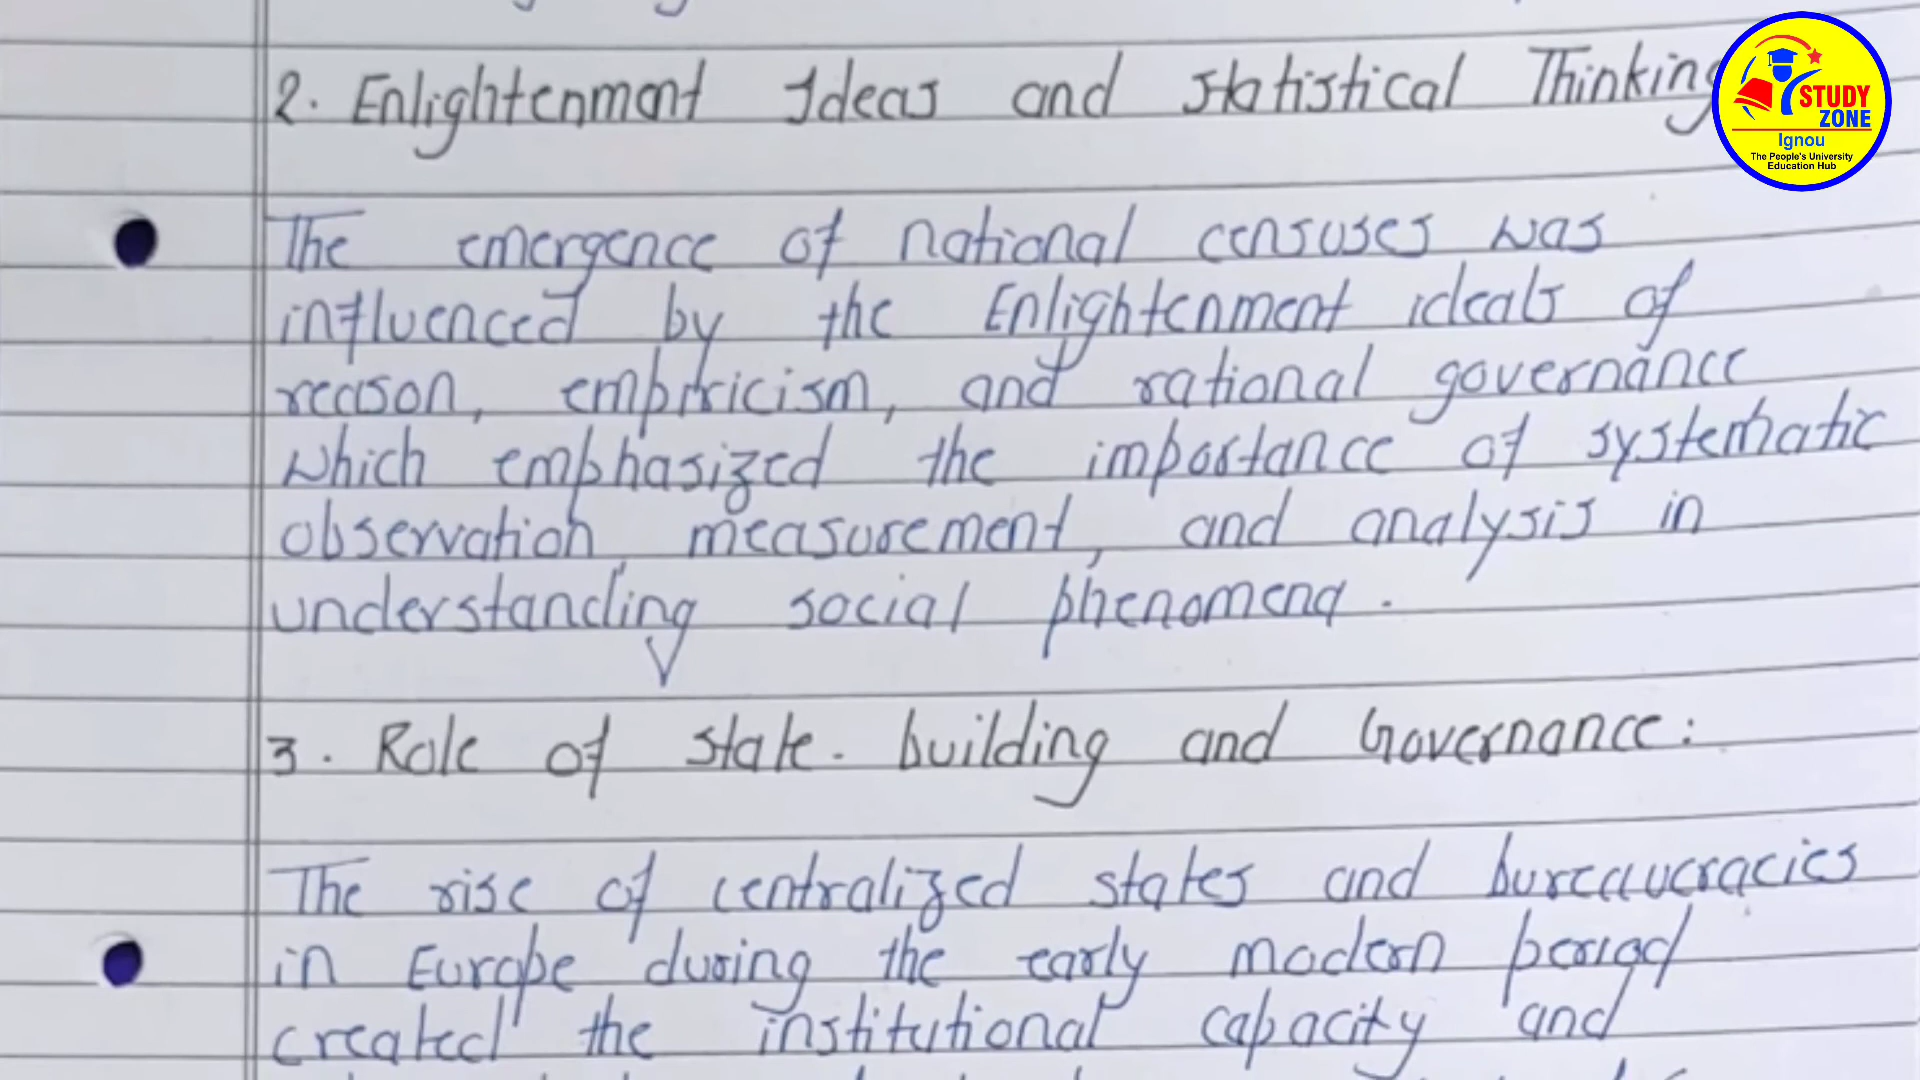 2. Enlightenment Ideas and Statistical Thinking
The emergence of national censuses was
influenced by the Enlightenment ideals of
reason, empiricism, and rational governance
which emphasized the importance of systematic
observation, measurement, and analysis in
understanding social phenomena.
3. Role of state-building and Governance:
The rise of centralized states and bureaucracies
in Europe during the early modern period
created the institutional capacity and
STUDY
ZONE
Ignou
The People's University
Education Hub